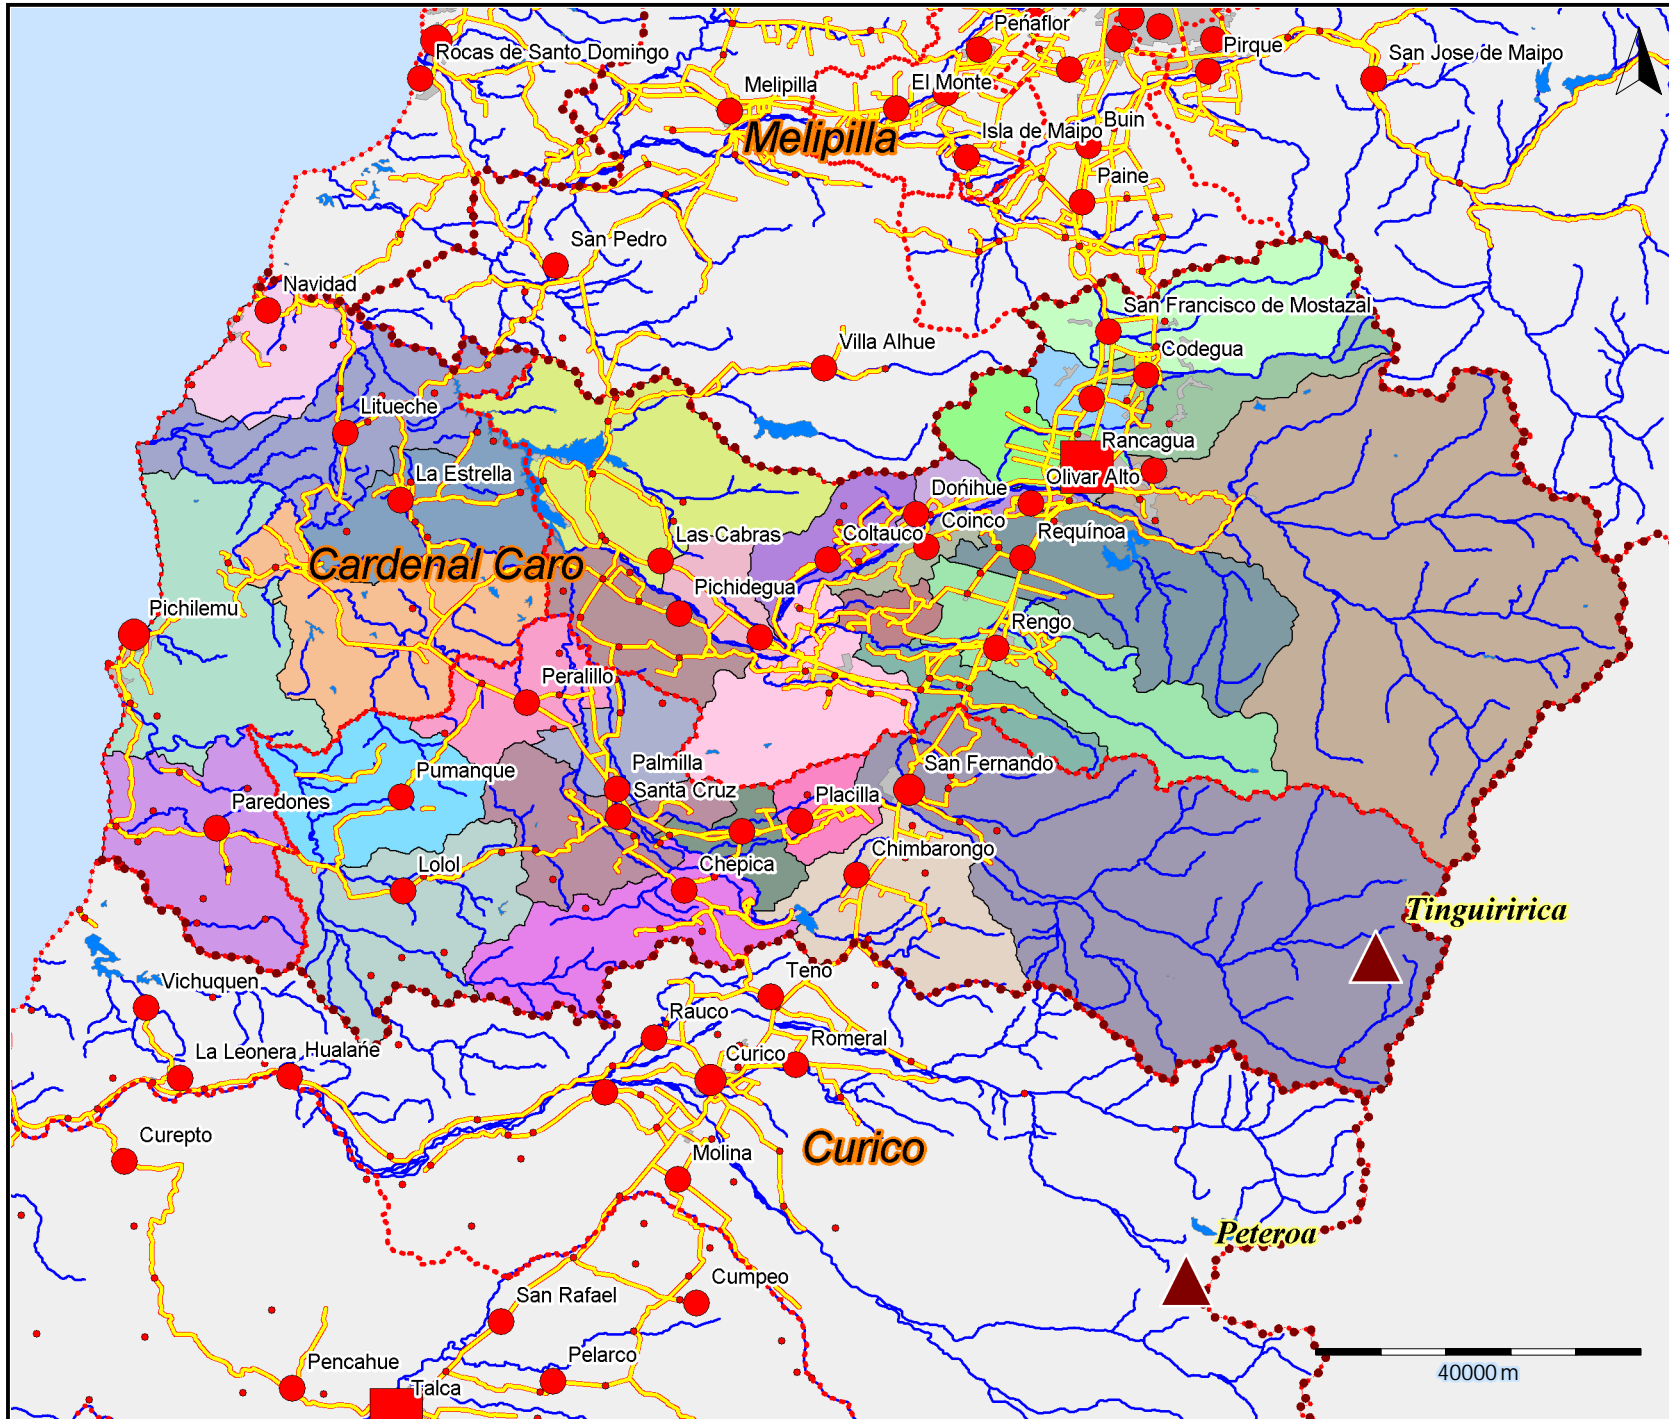 Peñaflor
Pirque
Rocas de Santo Domingo
San Jose de Maipo
Melipilla
El Monte
Melipilla
Isla de Maipo
Buin
Paine
San Pedro
Navidad
San Francisco de Mostazal
Villa Alhue
Codegua
Litueche
Rancagua
La Estrella
Olivar Alto
Doñihue
Coinco
Las Cabras
Coltauco
Requínoa
Cardenal Caro
Pichidegua
Pichilemu
Rengo
Peralillo
Pumanque
Palmilla
San Fernando
Santa Cruz
Placilla
Paredones
Lolol
Chepica
Chimbarongo
Tinguiririca
Vichuquen
Teno
Rauco
La Leonera
Hualañe
Curico
Romeral
Curepto
Curico
Molina
Peteroa
Cumpeo
San Rafael
Pencahue
Pelarco
Talca
40000 m